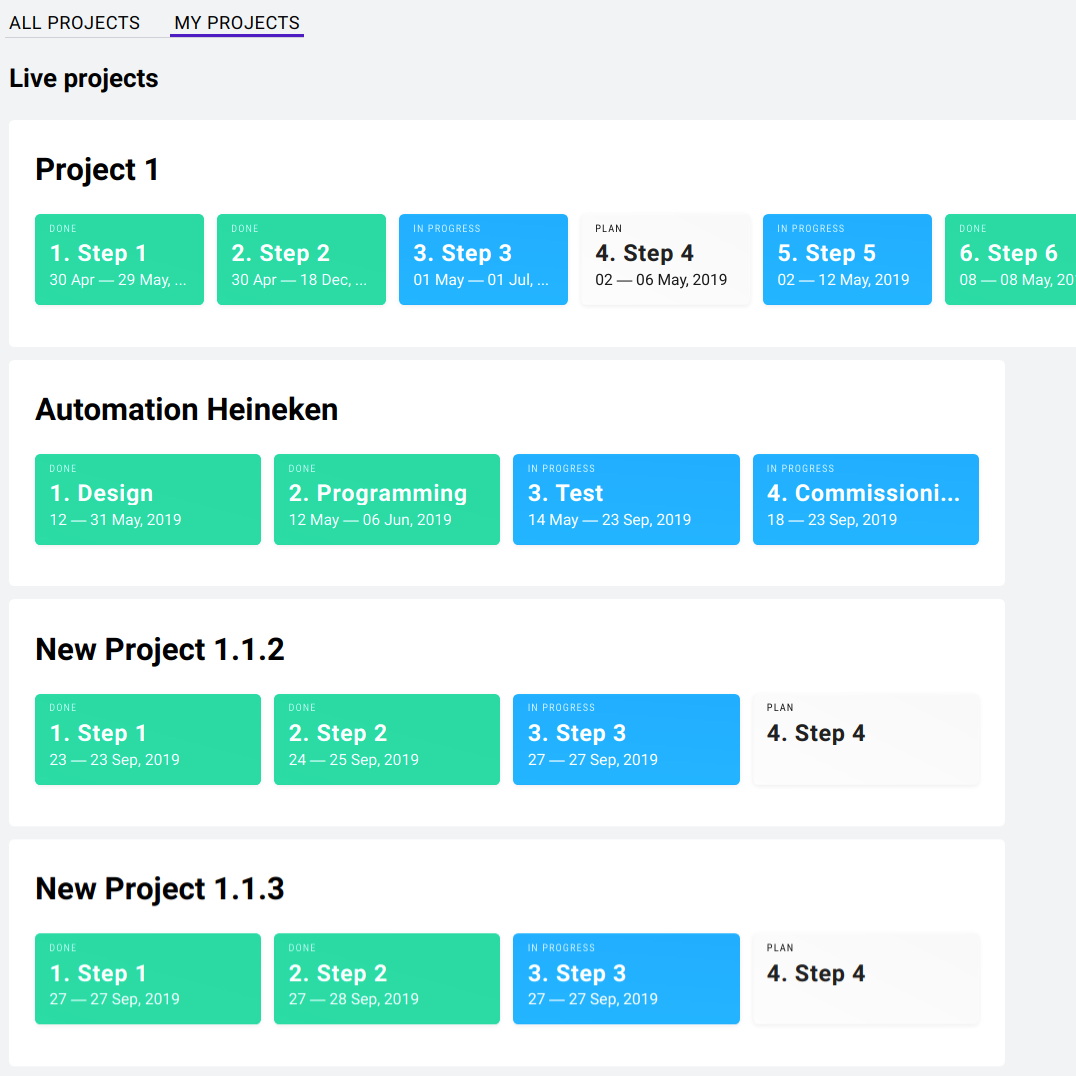 ALL PROJECTS MY PROJECTS
Live projects
Project 1
DONE
1. Step 1
30 Apr — 29 May, ...
DONE
2. Step 2
30 Apr — 18 Dec, ...
IN PROGRESS
3. Step 3
01 May — 01 Jul, ...
PLAN
4. Step 4
02 — 06 May, 2019
IN PROGRESS
5. Step 5
02 — 12 May, 2019
DONE
6. Step 6
08 — 08 May, 20
Automation Heineken
DONE
1. Design
12 — 31 May, 2019
DONE
2. Programming
12 May — 06 Jun, 2019
IN PROGRESS
3. Test
14 May — 23 Sep, 2019
IN PROGRESS
4. Commissioni...
18 — 23 Sep, 2019
New Project 1.1.2
DONE
1. Step 1
23 — 23 Sep, 2019
DONE
2. Step 2
24 — 25 Sep, 2019
IN PROGRESS
3. Step 3
27 — 27 Sep, 2019
PLAN
4. Step 4
New Project 1.1.3
DONE
1. Step 1
27 — 27 Sep, 2019
DONE
2. Step 2
27 — 28 Sep, 2019
IN PROGRESS
3. Step 3
27 — 27 Sep, 2019
PLAN
4. Step 4